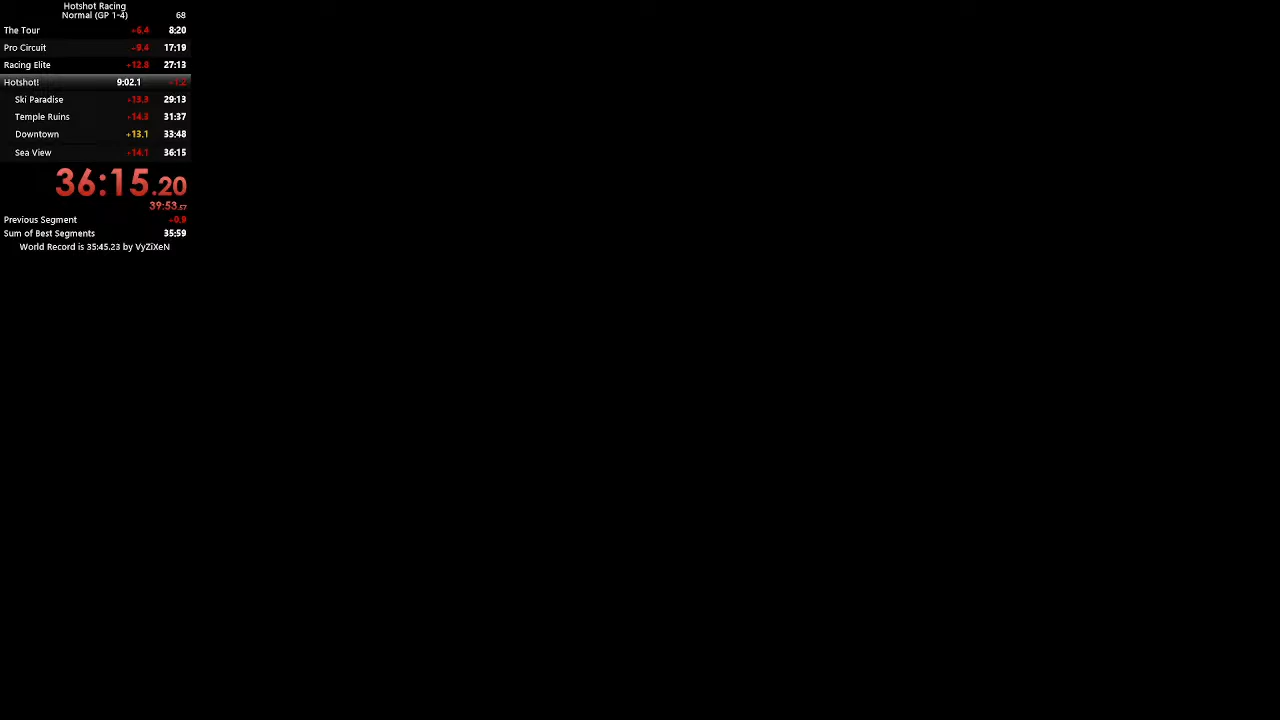 Hotshot Racing
Normal (GP 1-4) 68
The Tour +6.4 8:20
Pro Circuit +9.4 17:19
Racing Elite +12.8 27:13
Hotshot! 9:02.1 +1.2
Ski Paradise +13.3 29:13
Temple Ruins +14.3 31:37
Downtown +13.1 33:48
Sea View +14.1 36:15
36:15.20
39:53.57
Previous Segment +0.9
Sum of Best Segments 35:59
World Record is 35:45.23 by VyZiXeN